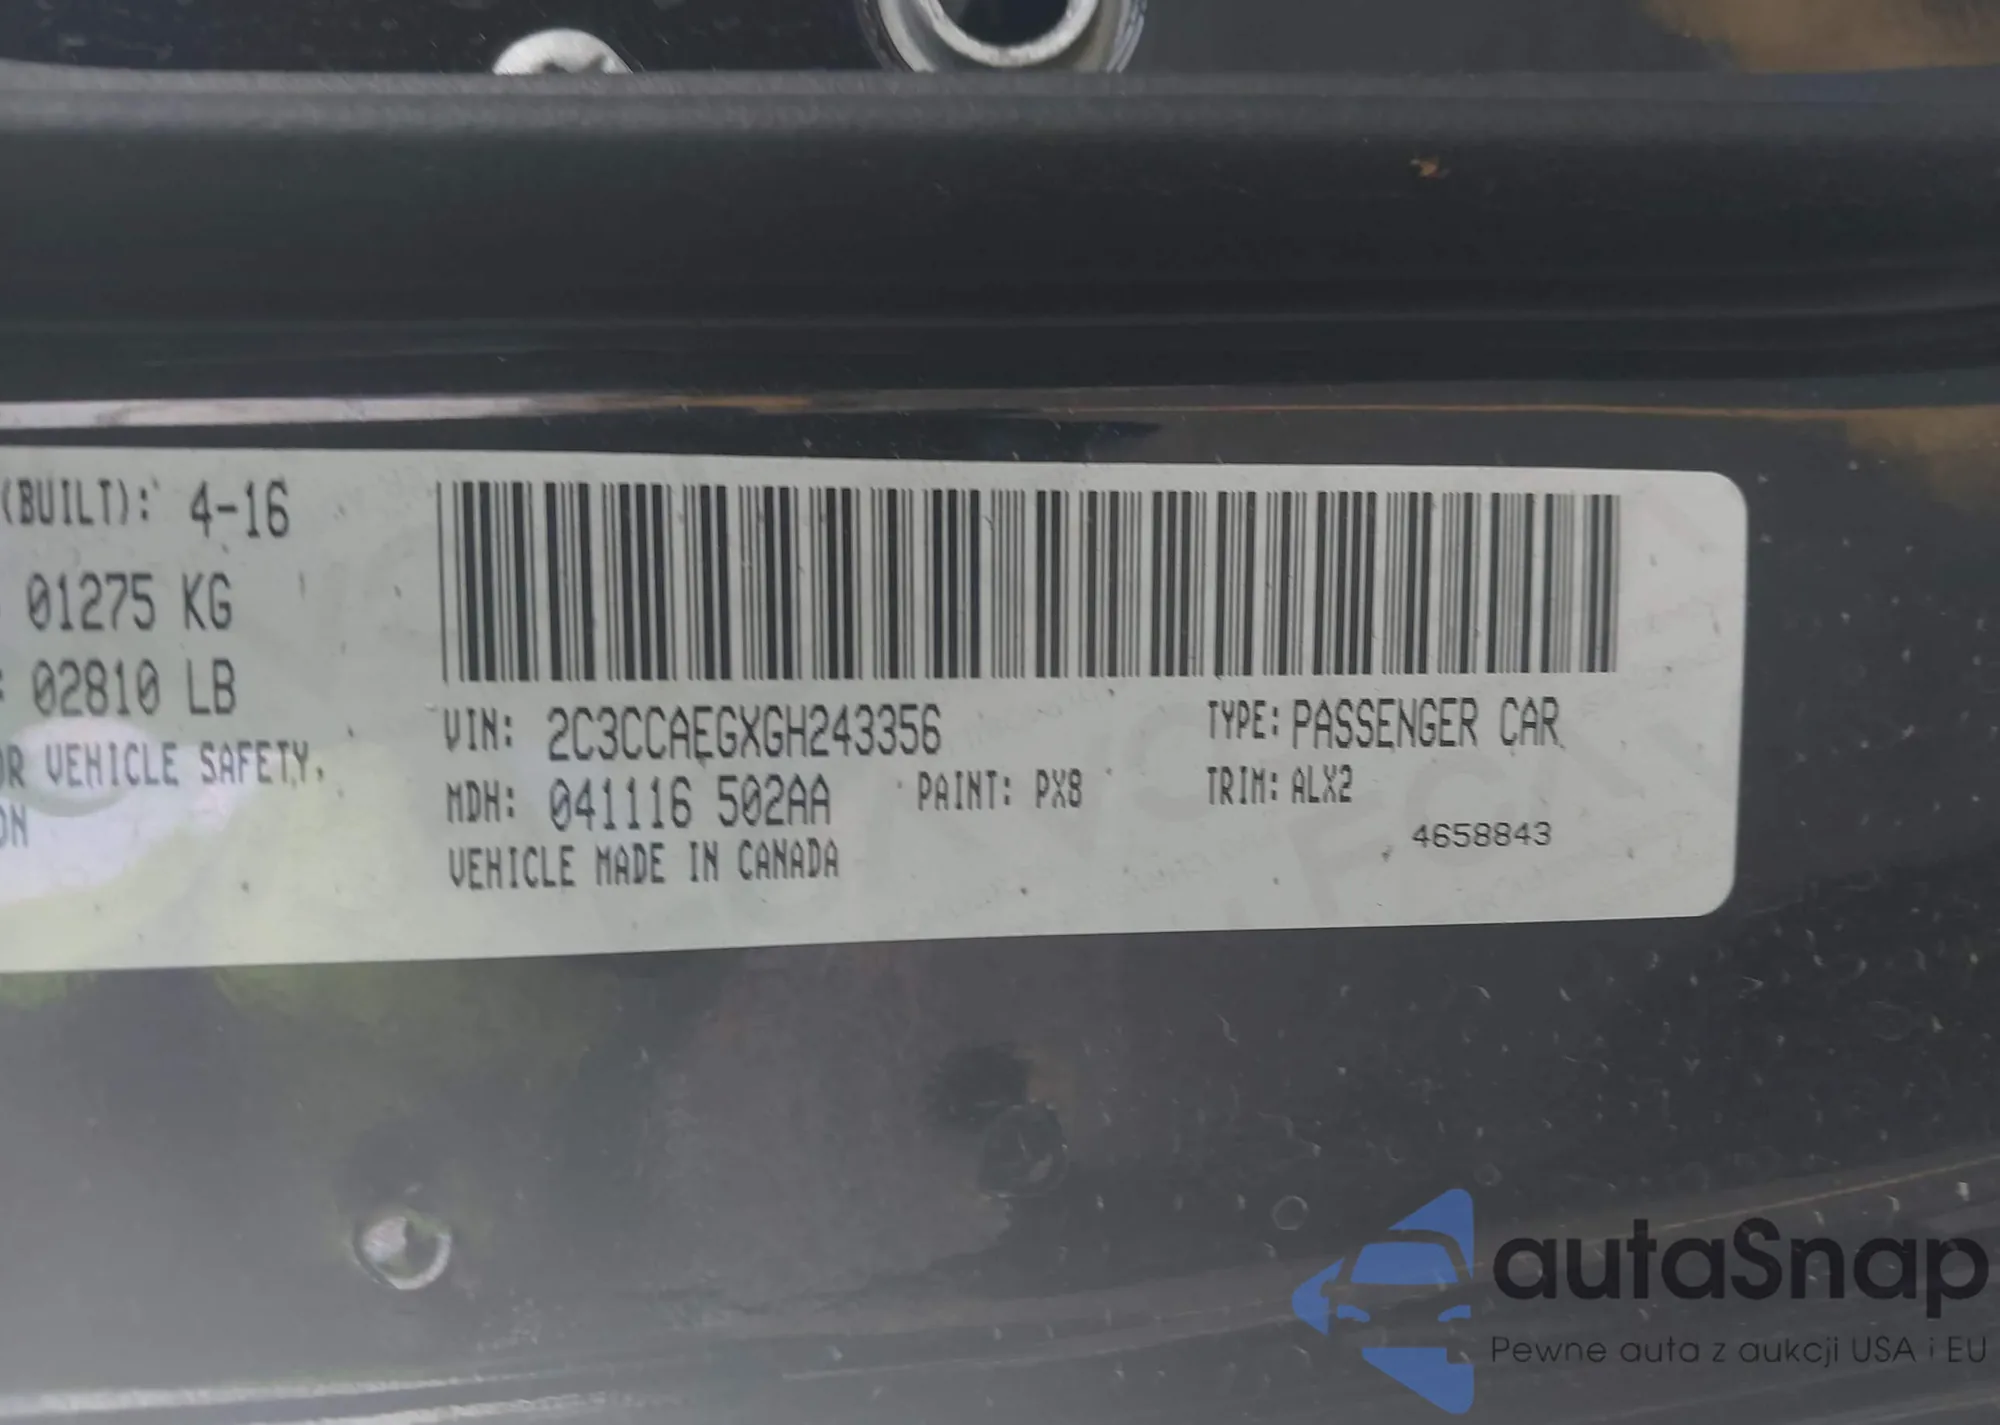 (BUILT): 4-16
01275 KG
: 02810 LB
OR VEHICLE SAFETY,
ON
VIN: 2C3CCAEGXGH243356
TYPE: PASSENGER CAR
MDH: 041116 502AA
PAINT: PX8
TRIM: ALX2
VEHICLE MADE IN CANADA
4658843
autaSnap
Pewne auta z aukcji USA i EU